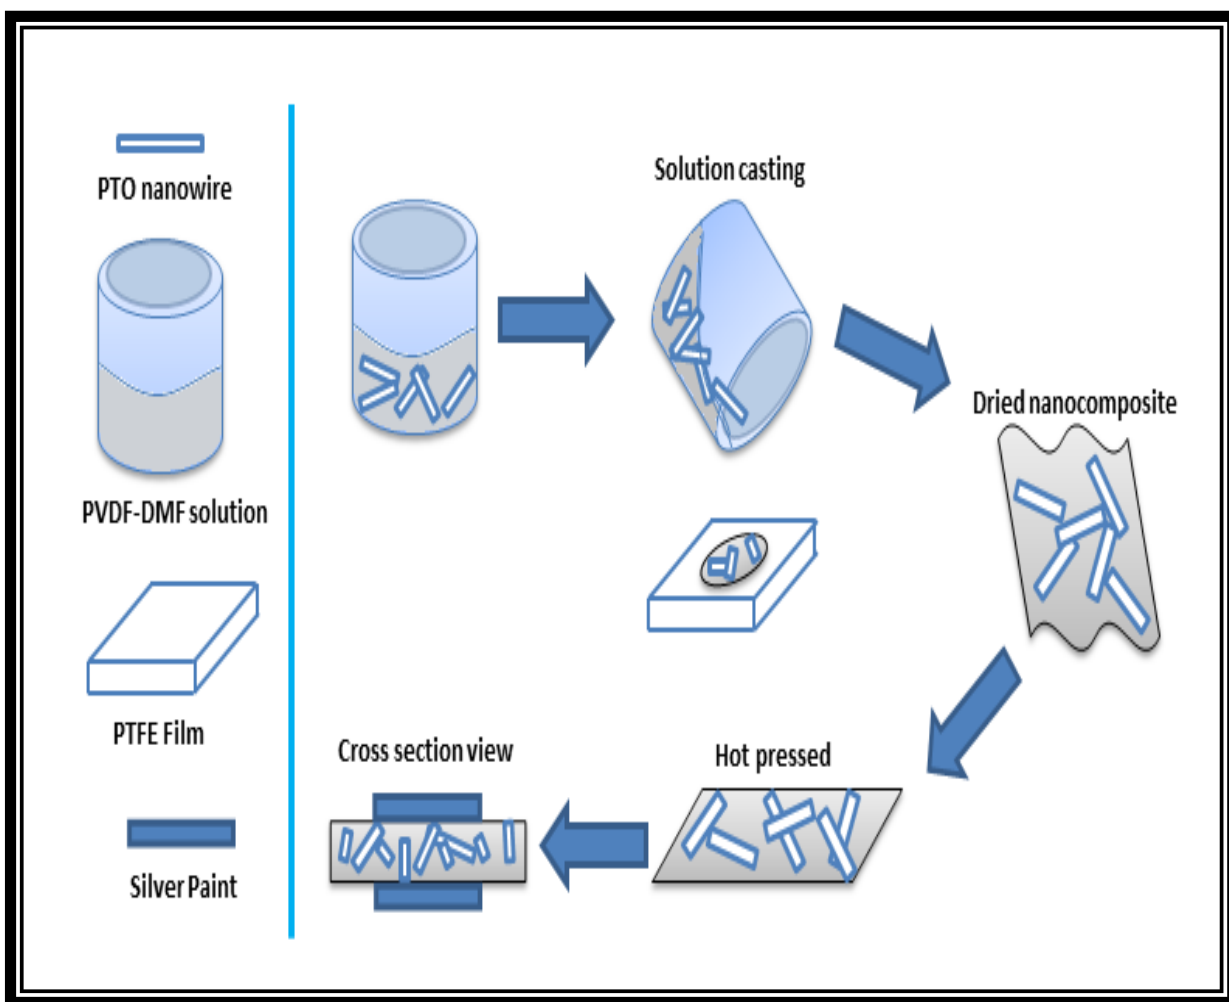 PTO nanowire
PVDF-DMF solution
PTFE Film
Silver Paint
Solution casting
Dried nanocomposite
Hot pressed
Cross section view